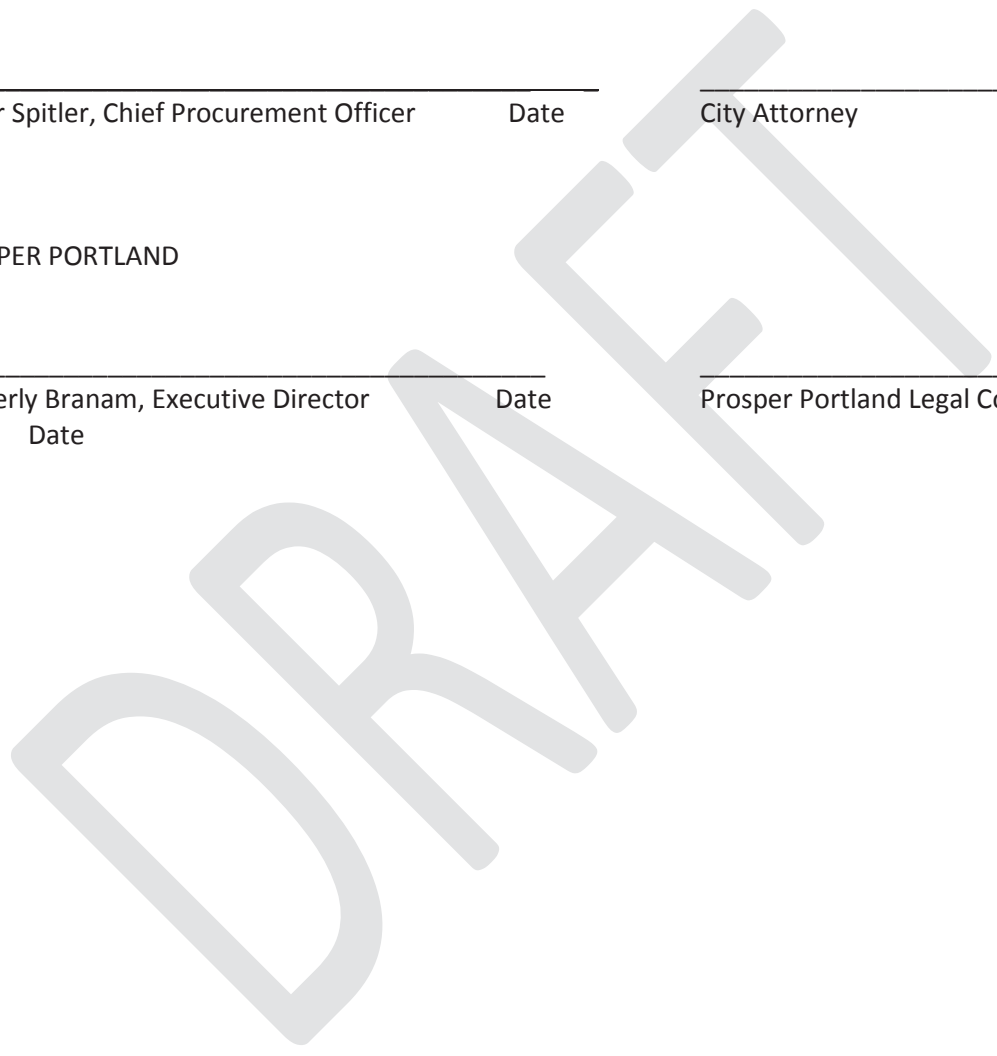 r Spitler, Chief Procurement Officer Date City Attorney
PER PORTLAND
erly Branam, Executive Director Date Prosper Portland Legal Co
Date
DRAFT